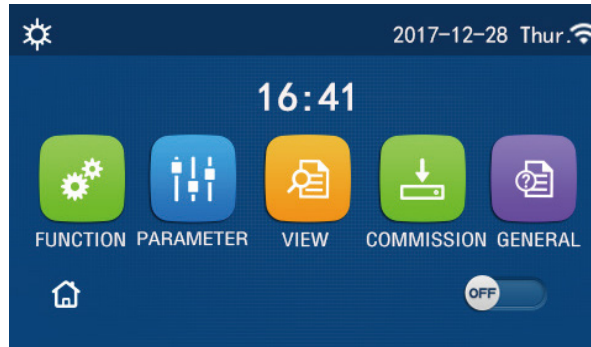 2017-12-28 Thur.
16:41
FUNCTION PARAMETER VIEW COMMISSION GENERAL
OFF